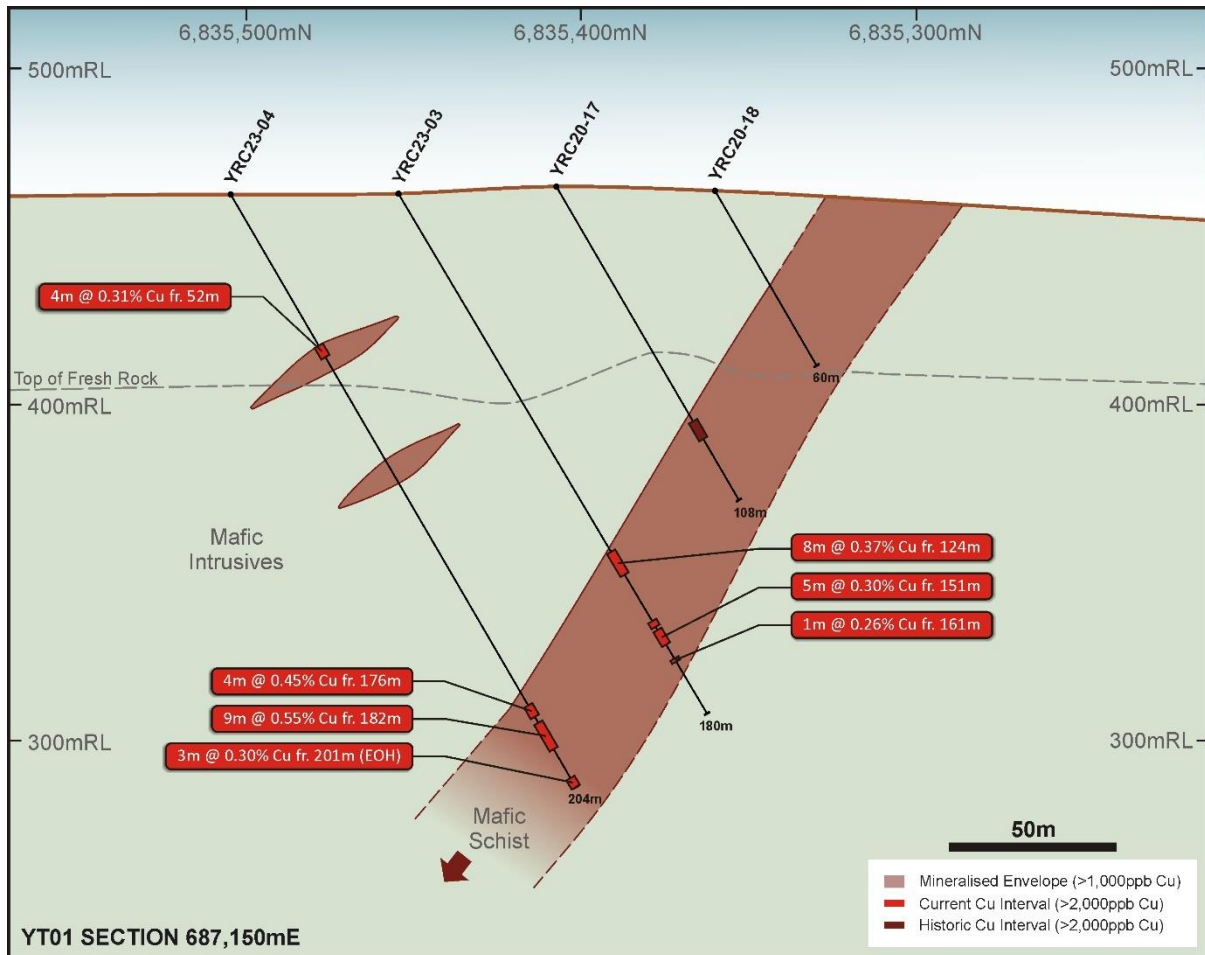 6,835,500mN
6,835,400mN
6,835,300mN
500mRL
500mRL
YRC23-04
YRC23-03
YRC20-17
YRC20-18
4m @ 0.31% Cu fr. 52m
Top of Fresh Rock
60m
400mRL
400mRL
108m
Mafic
Intrusives
8m @ 0.37% Cu fr. 124m
5m @ 0.30% Cu fr. 151m
1m @ 0.26% Cu fr. 161m
4m @ 0.45% Cu fr. 176m
9m @ 0.55% Cu fr. 182m
3m @ 0.30% Cu fr. 201m (EOH)
180m
300mRL
300mRL
204m
Mafic
Schist
50m
Mineralised Envelope (>1,000ppb Cu)
Current Cu Interval (>2,000ppb Cu)
Historic Cu Interval (>2,000ppb Cu)
YT01 SECTION 687,150mE